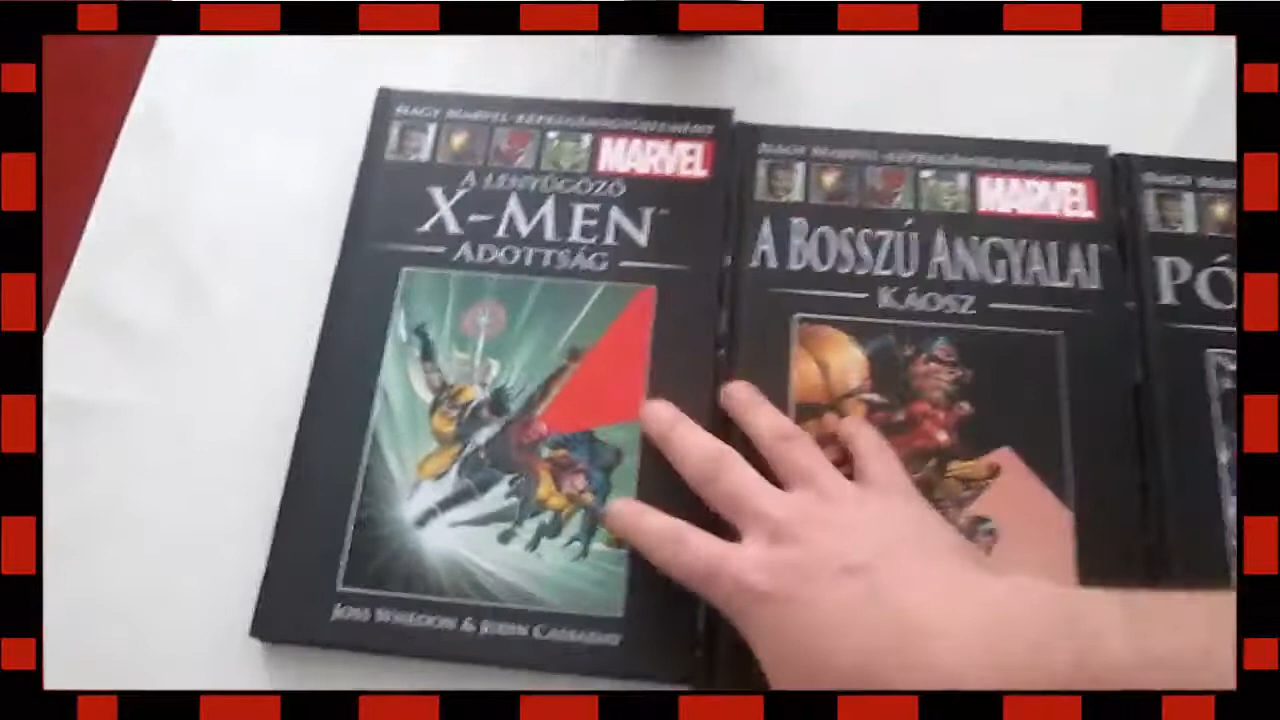 NAGY MARVEL-KÉPREGÉNYGYŰJTEMÉNY
MARVEL
A LENYŰGÖZŐ
X-MEN
ADOTTSÁG
JOSS WHEDON & JOHN CASSADAY
NAGY MARVEL-KÉPREGÉNYGYŰJTEMÉNY
MARVEL
A BOSSZÚ ANGYALAI
KÁOSZ
NAGY
PÓ